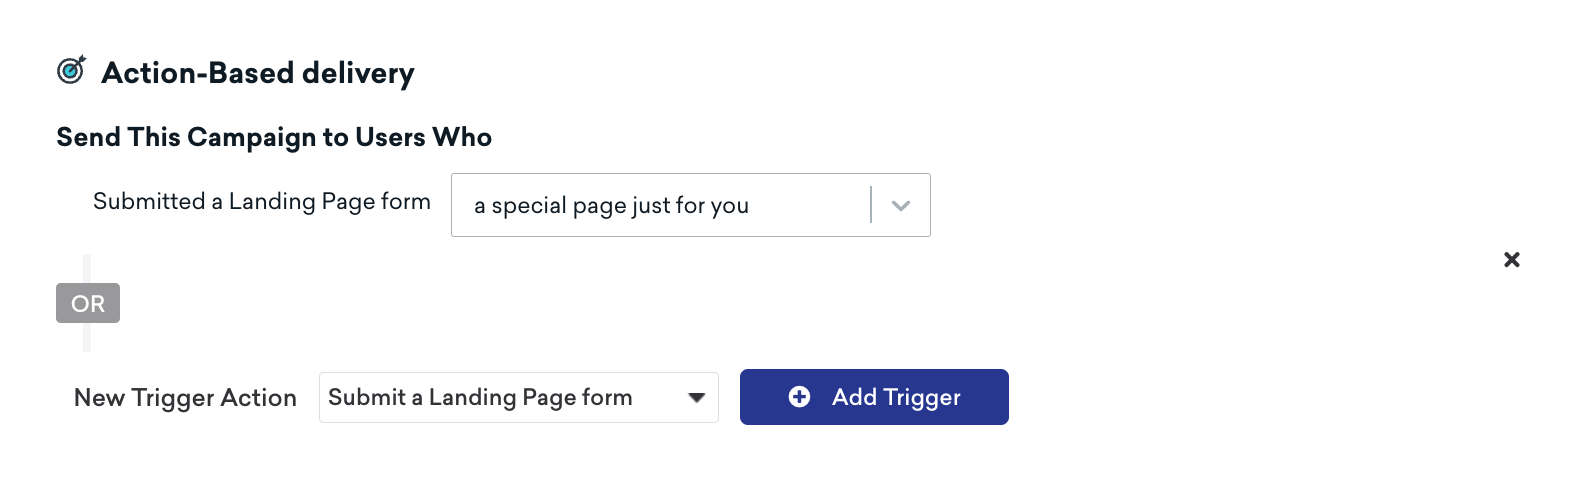 Action-Based delivery
Send This Campaign to Users Who
Submitted a Landing Page form a special page just for you
OR
New Trigger Action Submit a Landing Page form Add Trigger